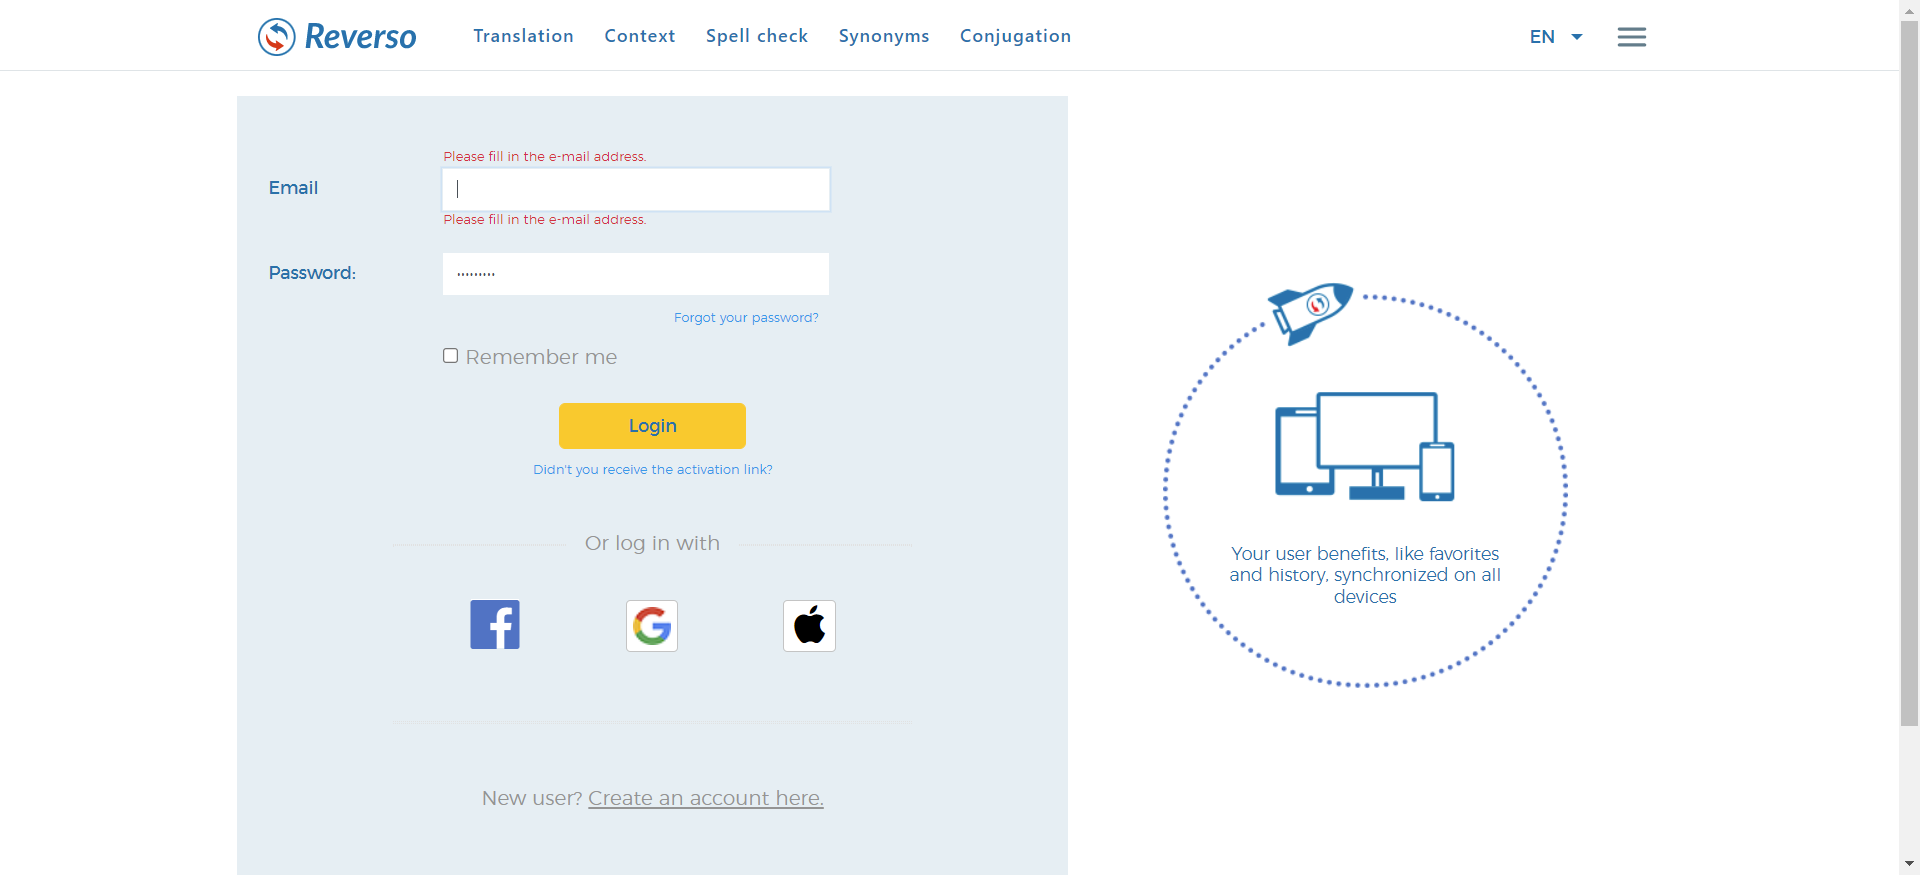 Reverso
Translation
Context
Spell check
Synonyms
Conjugation
EN
Please fill in the e-mail address.
Email
Please fill in the e-mail address.
Password:
·········
Forgot your password?
Remember me
Login
Didn't you receive the activation link?
Or log in with
New user? Create an account here.
Your user benefits, like favorites
and history, synchronized on all
devices